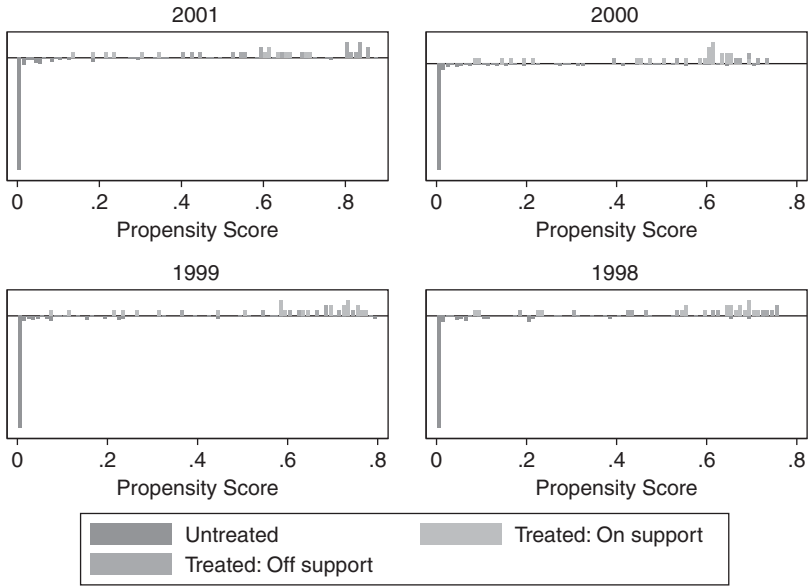 2001
2000
0 .2 .4 .6 .8
Propensity Score
0 .2 .4 .6 .8
Propensity Score
1999
1998
0 .2 .4 .6 .8
Propensity Score
0 .2 .4 .6 .8
Propensity Score
Untreated
Treated: On support
Treated: Off support